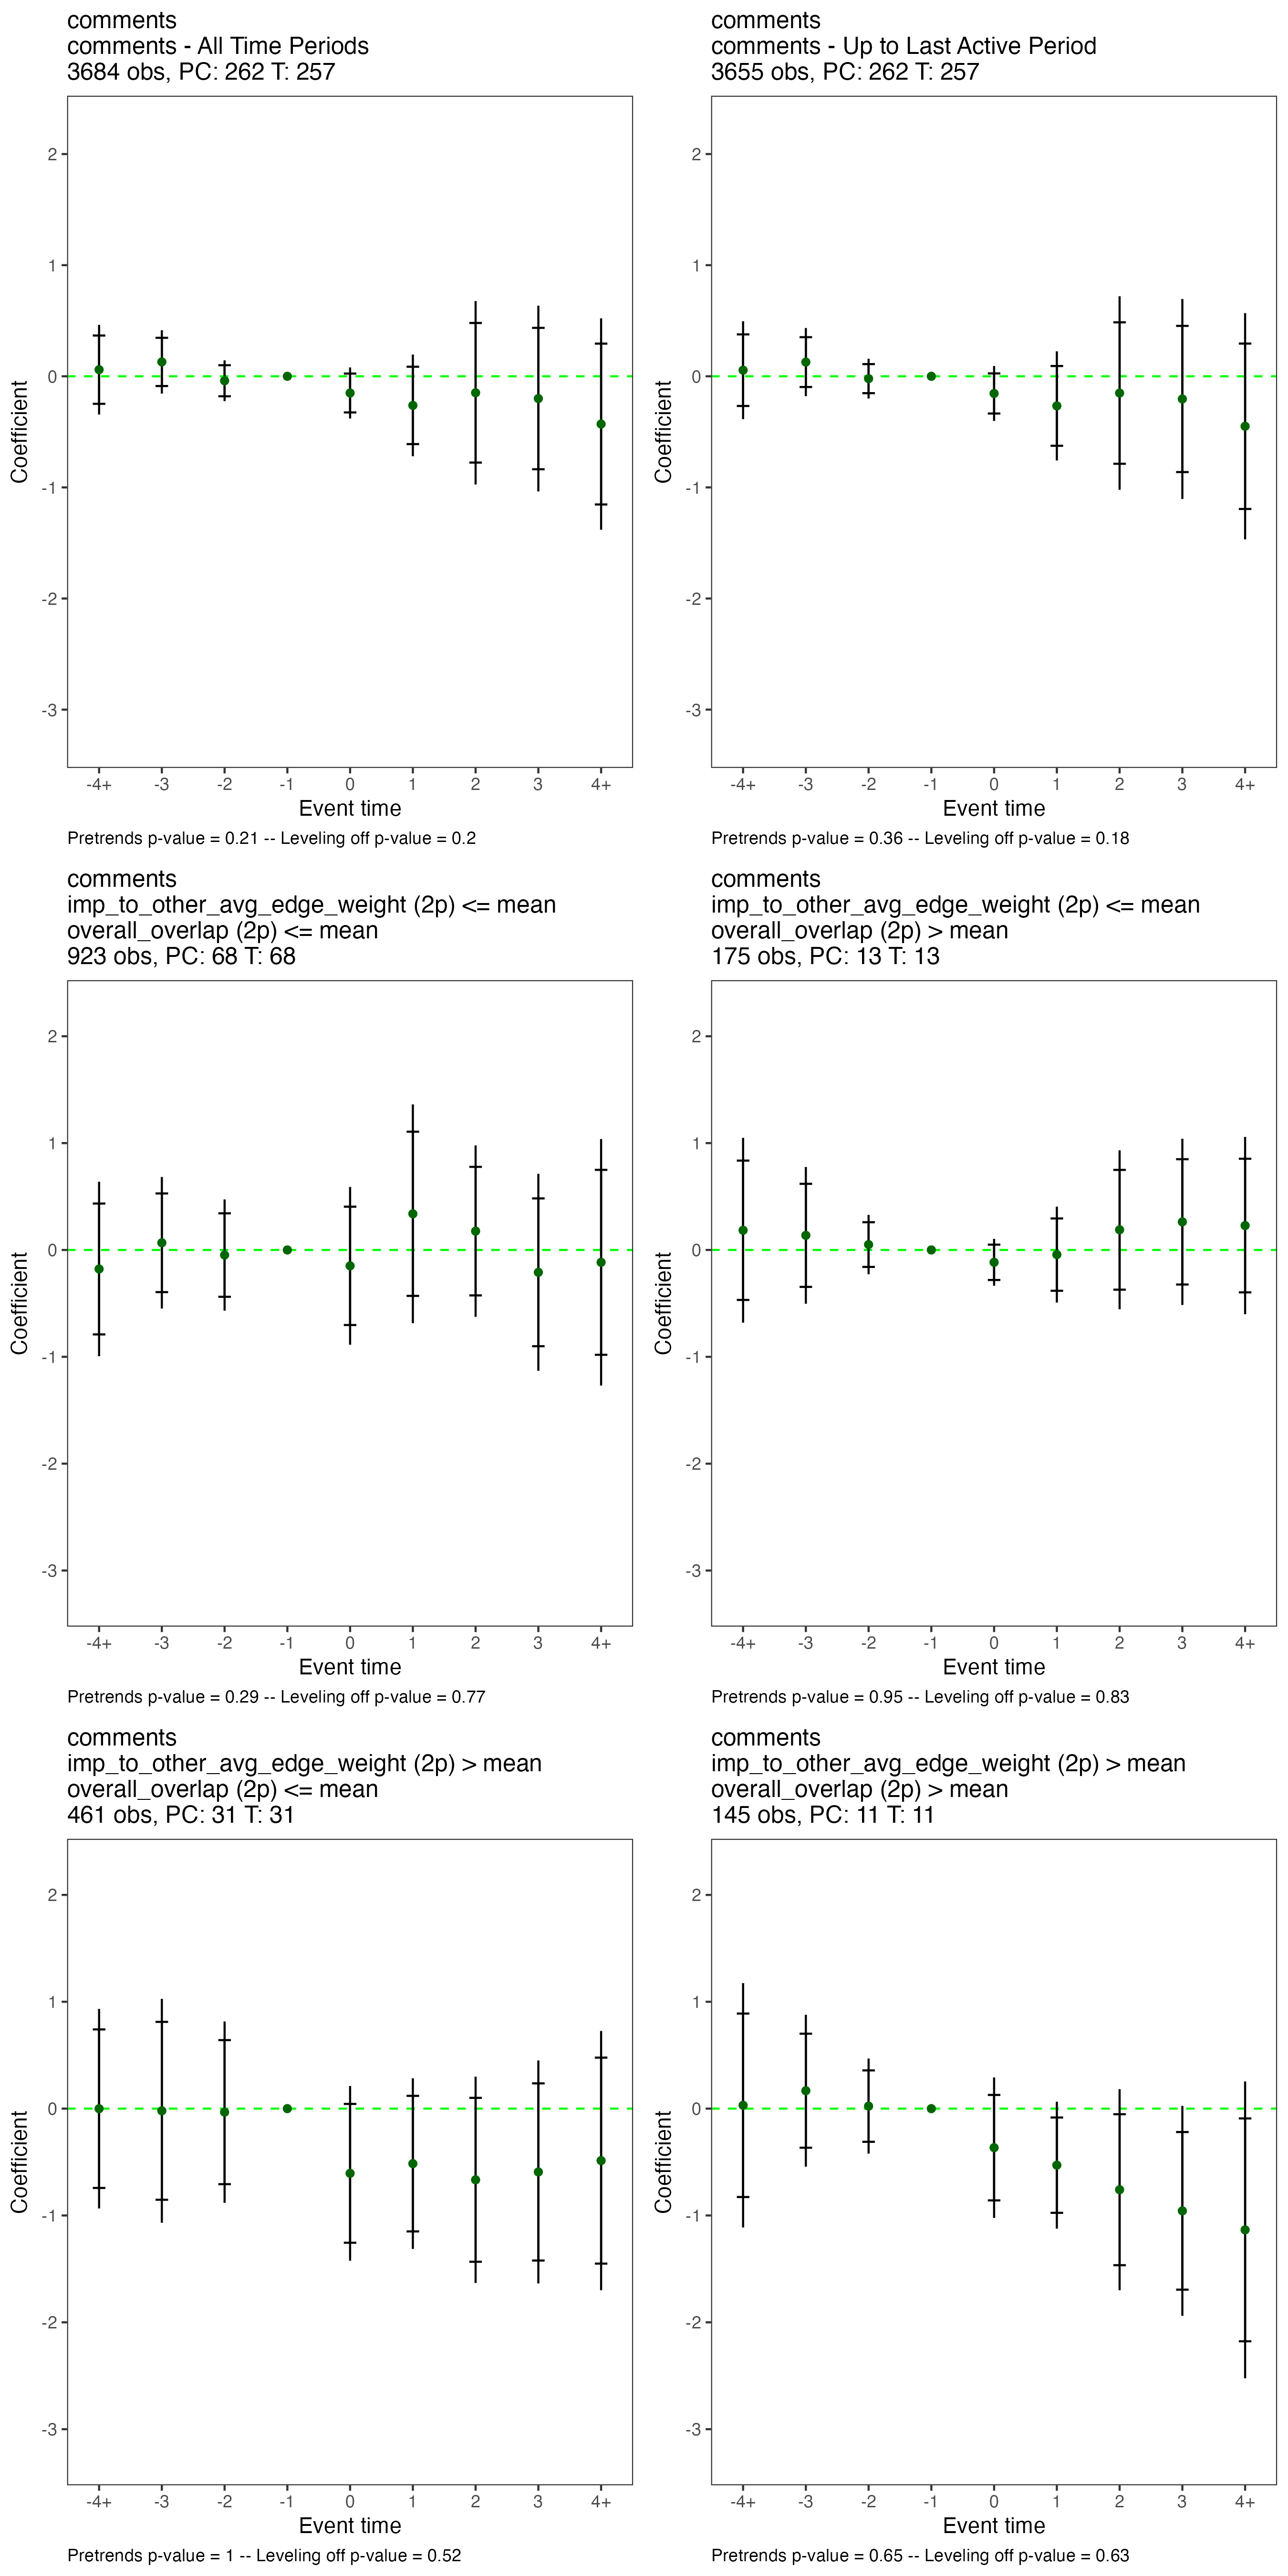 comments
comments - All Time Periods
3684 obs, PC: 262 T: 257
2
1
0
-1
-2
-3
Coefficient
-4+ -3 -2 -1 0 1 2 3 4+
Event time
Pretrends p-value = 0.21 -- Leveling off p-value = 0.2
comments
comments - Up to Last Active Period
3655 obs, PC: 262 T: 257
2
1
0
-1
-2
-3
Coefficient
-4+ -3 -2 -1 0 1 2 3 4+
Event time
Pretrends p-value = 0.36 -- Leveling off p-value = 0.18
comments
imp_to_other_avg_edge_weight (2p) <= mean
overall_overlap (2p) <= mean
923 obs, PC: 68 T: 68
2
1
0
-1
-2
-3
Coefficient
-4+ -3 -2 -1 0 1 2 3 4+
Event time
Pretrends p-value = 0.29 -- Leveling off p-value = 0.77
comments
imp_to_other_avg_edge_weight (2p) <= mean
overall_overlap (2p) > mean
175 obs, PC: 13 T: 13
2
1
0
-1
-2
-3
Coefficient
-4+ -3 -2 -1 0 1 2 3 4+
Event time
Pretrends p-value = 0.95 -- Leveling off p-value = 0.83
comments
imp_to_other_avg_edge_weight (2p) > mean
overall_overlap (2p) <= mean
461 obs, PC: 31 T: 31
2
1
0
-1
-2
-3
Coefficient
-4+ -3 -2 -1 0 1 2 3 4+
Event time
Pretrends p-value = 1 -- Leveling off p-value = 0.52
comments
imp_to_other_avg_edge_weight (2p) > mean
overall_overlap (2p) > mean
145 obs, PC: 11 T: 11
2
1
0
-1
-2
-3
Coefficient
-4+ -3 -2 -1 0 1 2 3 4+
Event time
Pretrends p-value = 0.65 -- Leveling off p-value = 0.63